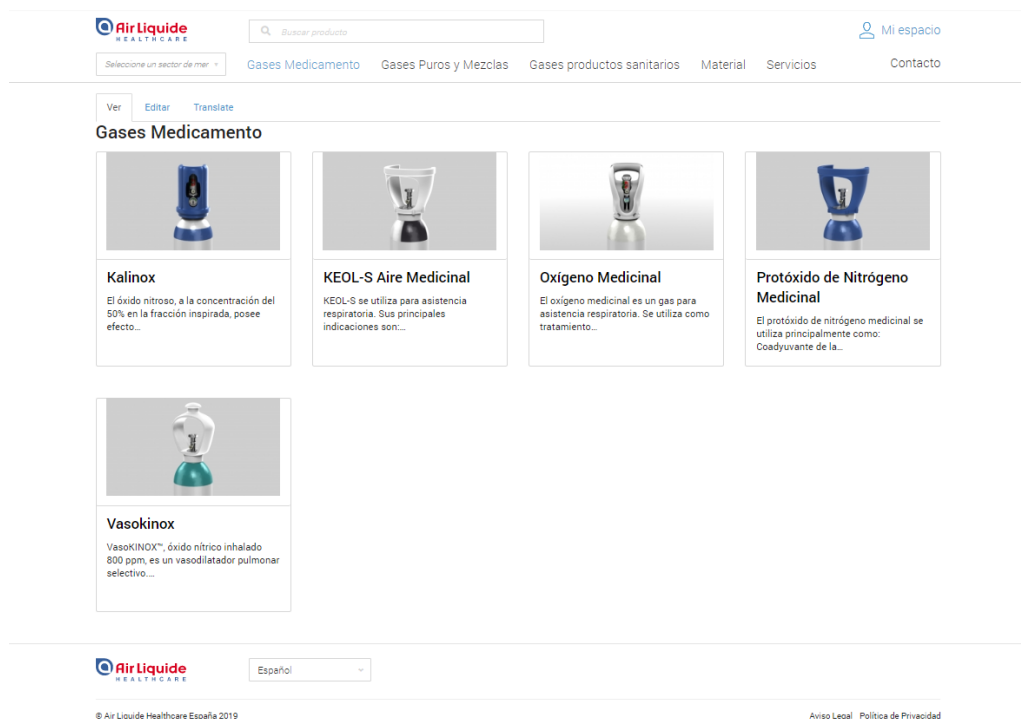 Air Liquide
HEALTHCARE
Buscar producto
Mi espacio
Seleccione un sector de mer
Gases Medicamento
Gases Puros y Mezclas
Gases productos sanitarios
Material
Servicios
Contacto
Ver
Editar
Translate
Gases Medicamento
Kalinox
El óxido nitroso, a la concentración del
50% en la fracción inspirada, posee
efecto...
KEOL-S Aire Medicinal
KEOL-S se utiliza para asistencia
respiratoria. Sus principales
indicaciones son:...
Oxígeno Medicinal
El oxígeno medicinal es un gas para
asistencia respiratoria. Se utiliza como
tratamiento...
Protóxido de Nitrógeno
Medicinal
El protóxido de nitrógeno medicinal se
utiliza principalmente como:
Coadyuvante de la...
Vasokinox
VasoKINOX™, óxido nítrico inhalado
800 ppm, es un vasodilatador pulmonar
selectivo....
Air Liquide
HEALTHCARE
Español
© Air Liquide Healthcare España 2019
Aviso Legal
Política de Privacidad